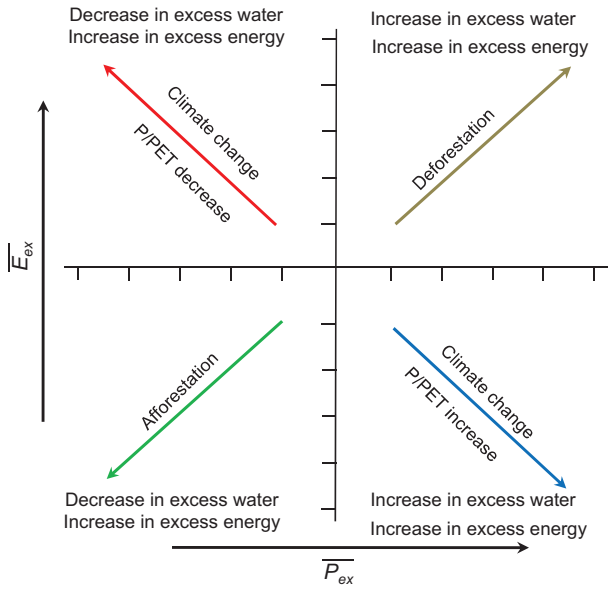 Decrease in excess water
Increase in excess energy
Increase in excess water
Increase in excess energy
Climate change
P/PET decrease
Deforestation
E_ex
Afforestation
Climate change
P/PET increase
Decrease in excess water
Increase in excess energy
Increase in excess water
Increase in excess energy
P_ex